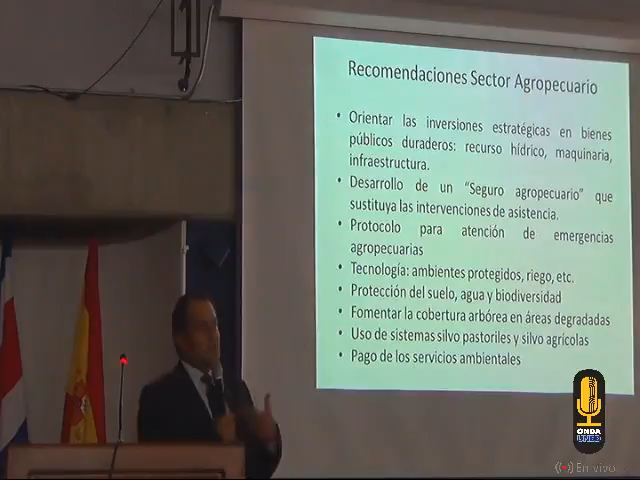 Recomendaciones Sector Agropecuario
• Orientar las inversiones estratégicas en bienes
públicos duraderos: recurso hídrico, maquinaria,
infraestructura.
• Desarrollo de un “Seguro agropecuario” que
sustituya las intervenciones de asistencia.
• Protocolo para atención de emergencias
agropecuarias
• Tecnología: ambientes protegidos, riego, etc.
• Protección del suelo, agua y biodiversidad
• Fomentar la cobertura arbórea en áreas degradadas
• Uso de sistemas silvo pastoriles y silvo agrícolas
• Pago de los servicios ambientales
ONDA
UNED
En vivo